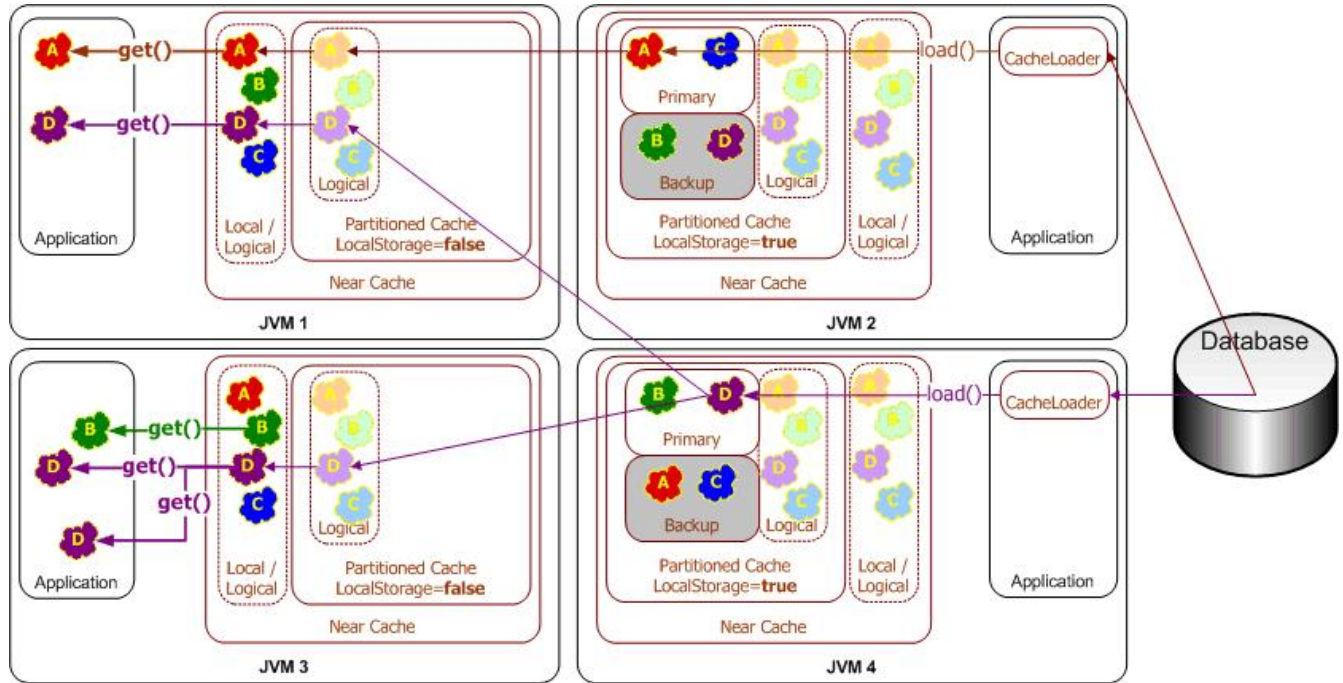 A
get()
A
A
A
C
A
A
load()
CacheLoader
B
B
B
B
Primary
D
get()
D
D
B
D
D
D
C
C
C
C
Logical
Backup
Logical
Application
Local /
Logical
Partitioned Cache
LocalStorage=false
Partitioned Cache
LocalStorage=true
Local /
Logical
Application
Near Cache
Near Cache
JVM 1
JVM 2
Database
A
A
B
D
A
A
load()
CacheLoader
B
get()
B
B
B
B
Primary
D
get()
D
D
D
D
get()
C
C
A
C
C
C
D
Logical
Backup
Logical
Application
Local /
Logical
Partitioned Cache
LocalStorage=false
Partitioned Cache
LocalStorage=true
Local /
Logical
Application
Near Cache
Near Cache
JVM 3
JVM 4